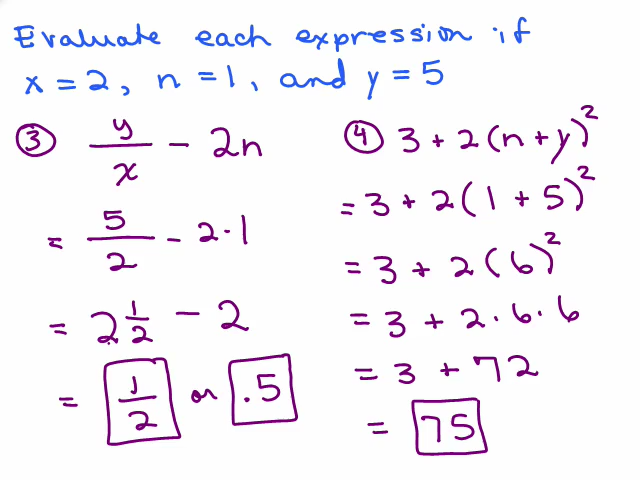 Evaluate each expression if
x = 2, n = 1, and y = 5
③ y/x - 2n
= 5/2 - 2·1
= 2 1/2 - 2
= 1/2 or .5
④ 3 + 2(n+y)²
= 3 + 2(1 + 5)²
= 3 + 2(6)²
= 3 + 2·6·6
= 3 + 72
= 75